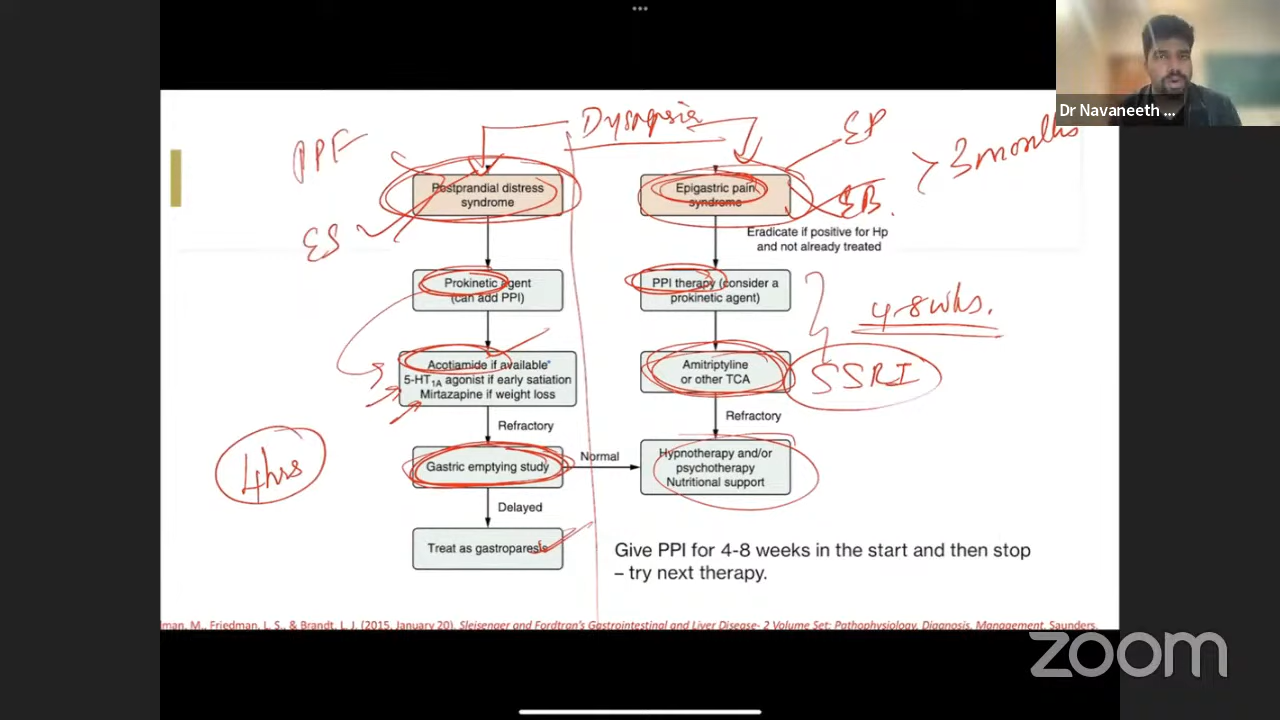 Dr Navaneeth ...
Dyspepsia
PPF
ES
EP
EB.
> 3 months
Postprandial distress
syndrome
Epigastric pain
syndrome
Eradicate if positive for Hp
and not already treated
Prokinetic agent
(can add PPI)
PPI therapy (consider a
prokinetic agent)
4-8 wks.
Acotiamide if available*
5-HT1A agonist if early satiation
Mirtazapine if weight loss
Amitriptyline
or other TCA
SSRI
Refractory
Refractory
4hrs
Gastric emptying study
Normal
Hypnotherapy and/or
psychotherapy
Nutritional support
Delayed
Treat as gastroparesis
Give PPI for 4-8 weeks in the start and then stop
– try next therapy.
lman, M., Friedman, L. S., & Brandt, L. J. (2015, January 20). Sleisenger and Fordtran's Gastrointestinal and Liver Disease- 2 Volume Set: Pathophysiology, Diagnosis, Management. Saunders.
zoom